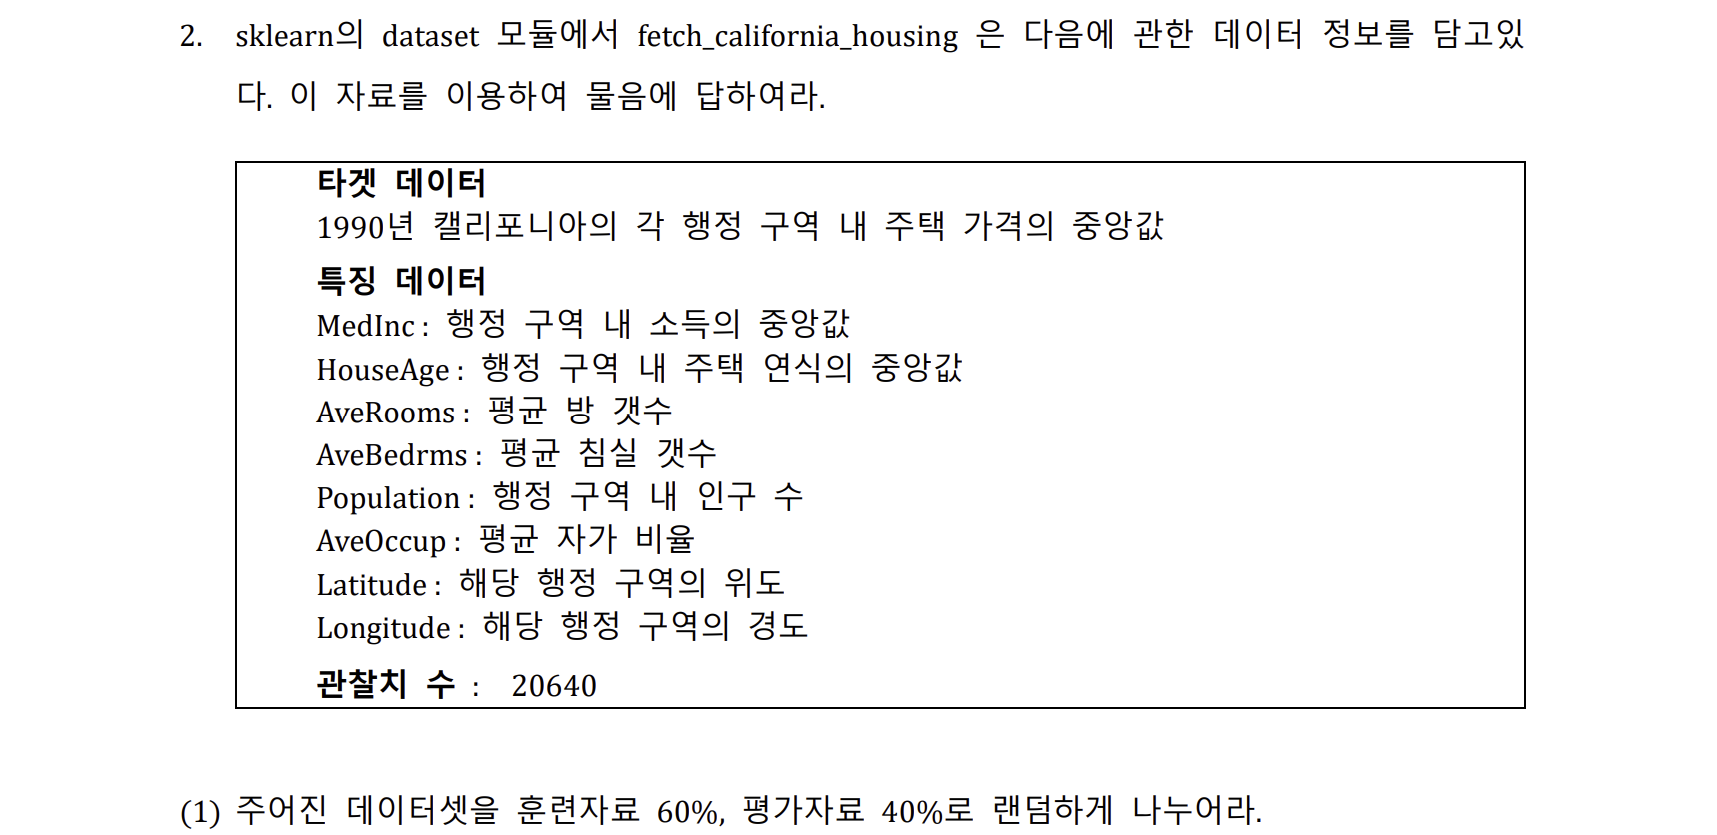 2. sklearn의 dataset 모듈에서 fetch_california_housing 은 다음에 관한 데이터 정보를 담고있
다. 이 자료를 이용하여 물음에 답하여라.
타겟 데이터
1990년 캘리포니아의 각 행정 구역 내 주택 가격의 중앙값
특징 데이터
MedInc : 행정 구역 내 소득의 중앙값
HouseAge : 행정 구역 내 주택 연식의 중앙값
AveRooms : 평균 방 갯수
AveBedrms : 평균 침실 갯수
Population : 행정 구역 내 인구 수
AveOccup : 평균 자가 비율
Latitude : 해당 행정 구역의 위도
Longitude : 해당 행정 구역의 경도
관찰치 수 : 20640
(1) 주어진 데이터셋을 훈련자료 60%, 평가자료 40%로 랜덤하게 나누어라.